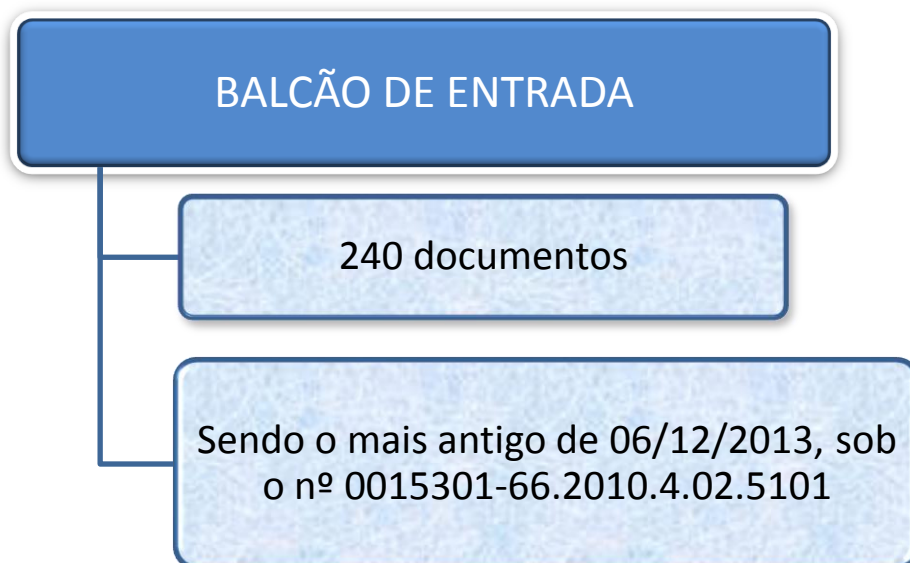 BALCÃO DE ENTRADA
240 documentos
Sendo o mais antigo de 06/12/2013, sob
o nº 0015301-66.2010.4.02.5101